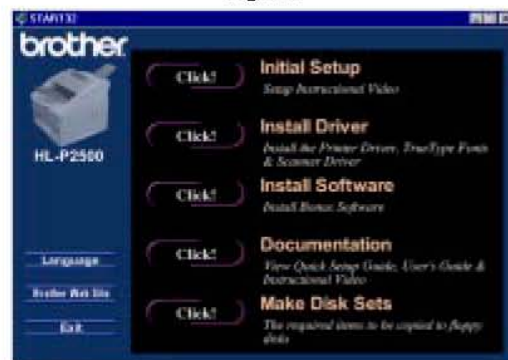 START32
brother
HL-P2500
Language
Brother Web Site
Exit
Click!
Initial Setup
Setup Instructional Video
Click!
Install Driver
Install the Printer Driver, TrueType Fonts
& Scanner Driver
Click!
Install Software
Install Bonus Software
Click!
Documentation
View Quick Setup Guide, User's Guide &
Instructional Video
Click!
Make Disk Sets
The required items to be copied to floppy
disks